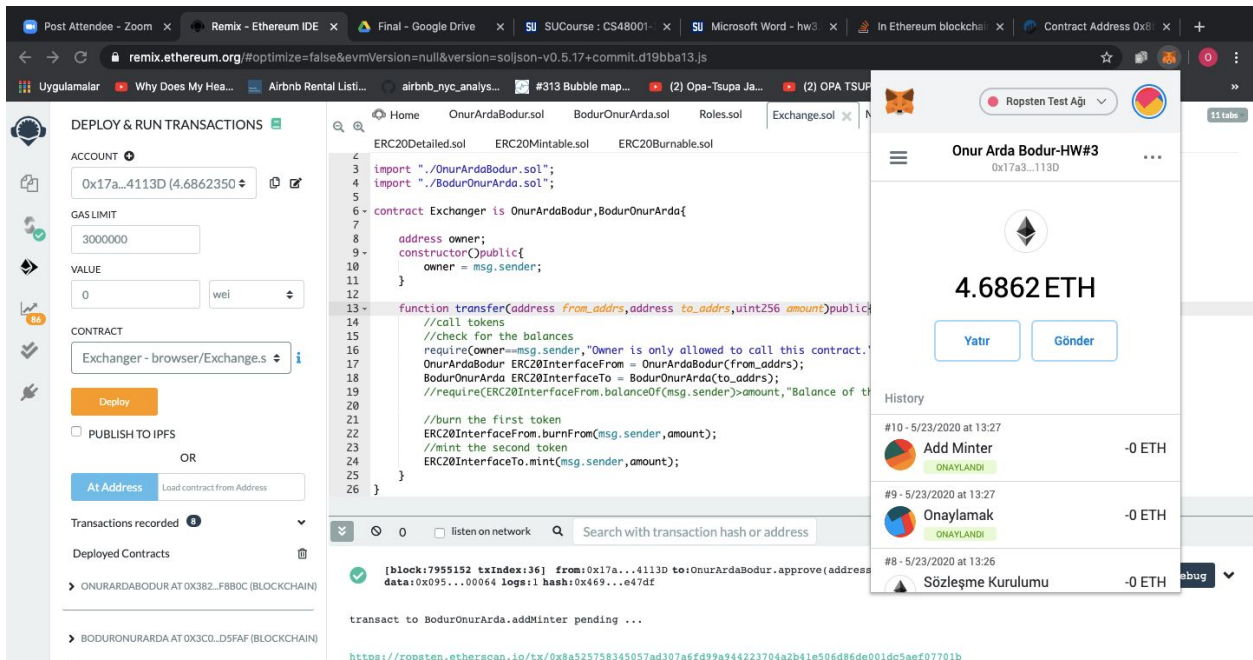 Post Attendee - Zoom
Remix - Ethereum IDE
Final - Google Drive
SU SUCourse : CS48001-
SU Microsoft Word - hw3.
In Ethereum blockchai
Contract Address 0x8
remix.ethereum.org/#optimize=false&evmVersion=null&version=soljson-v0.5.17+commit.d19bba13.js
Uygulamalar
Why Does My Hea...
Airbnb Rental Listi...
airbnb_nyc_analys...
#313 Bubble map...
(2) Opa-Tsupa Ja...
(2) OPA TSUP
DEPLOY & RUN TRANSACTIONS
ACCOUNT
0x17a...4113D (4.6862350
GAS LIMIT
3000000
VALUE
0 wei
CONTRACT
Exchanger - browser/Exchange.s
i
Deploy
PUBLISH TO IPFS
OR
At Address Load contract from Address
Transactions recorded 8
Deployed Contracts
ONURARDABODUR AT 0X382...F8B0C (BLOCKCHAIN)
BODURONURARDA AT 0X3C0...D5FAF (BLOCKCHAIN)
86
Home OnurArdaBodur.sol BodurOnurArda.sol Roles.sol Exchange.sol
11 tabs
ERC20Detailed.sol ERC20Mintable.sol ERC20Burnable.sol
2
3 import "./OnurArdaBodur.sol";
4 import "./BodurOnurArda.sol";
5
6 contract Exchanger is OnurArdaBodur,BodurOnurArda{
7
8 address owner;
9 constructor()public{
10 owner = msg.sender;
11 }
12
13 function transfer(address from_addrs,address to_addrs,uint256 amount)public{
14 //call tokens
15 //check for the balances
16 require(owner==msg.sender,"Owner is only allowed to call this contract."
17 OnurArdaBodur ERC20InterfaceFrom = OnurArdaBodur(from_addrs);
18 BodurOnurArda ERC20InterfaceTo = BodurOnurArda(to_addrs);
19 //require(ERC20InterfaceFrom.balanceOf(msg.sender)>amount,"Balance of th
20
21 //burn the first token
22 ERC20InterfaceFrom.burnFrom(msg.sender,amount);
23 //mint the second token
24 ERC20InterfaceTo.mint(msg.sender,amount);
25 }
26 }
0 listen on network Search with transaction hash or address
[block:7955152 txIndex:36] from:0x17a...4113D to:OnurArdaBodur.approve(address
data:0x095...00064 logs:1 hash:0x469...e47df
ebug
transact to BodurOnurArda.addMinter pending ...
https://ropsten.etherscan.io/tx/0x8a525758345057ad307a6fd99a944223704a2b41e506d86de001dc5aef07701b
Ropsten Test Ağı
Onur Arda Bodur-HW#3
0x17a3...113D
4.6862 ETH
Yatır
Gönder
History
#10 - 5/23/2020 at 13:27
Add Minter -0 ETH
ONAYLANDI
#9 - 5/23/2020 at 13:27
Onaylamak -0 ETH
ONAYLANDI
#8 - 5/23/2020 at 13:26
Sözleşme Kurulumu -0 ETH